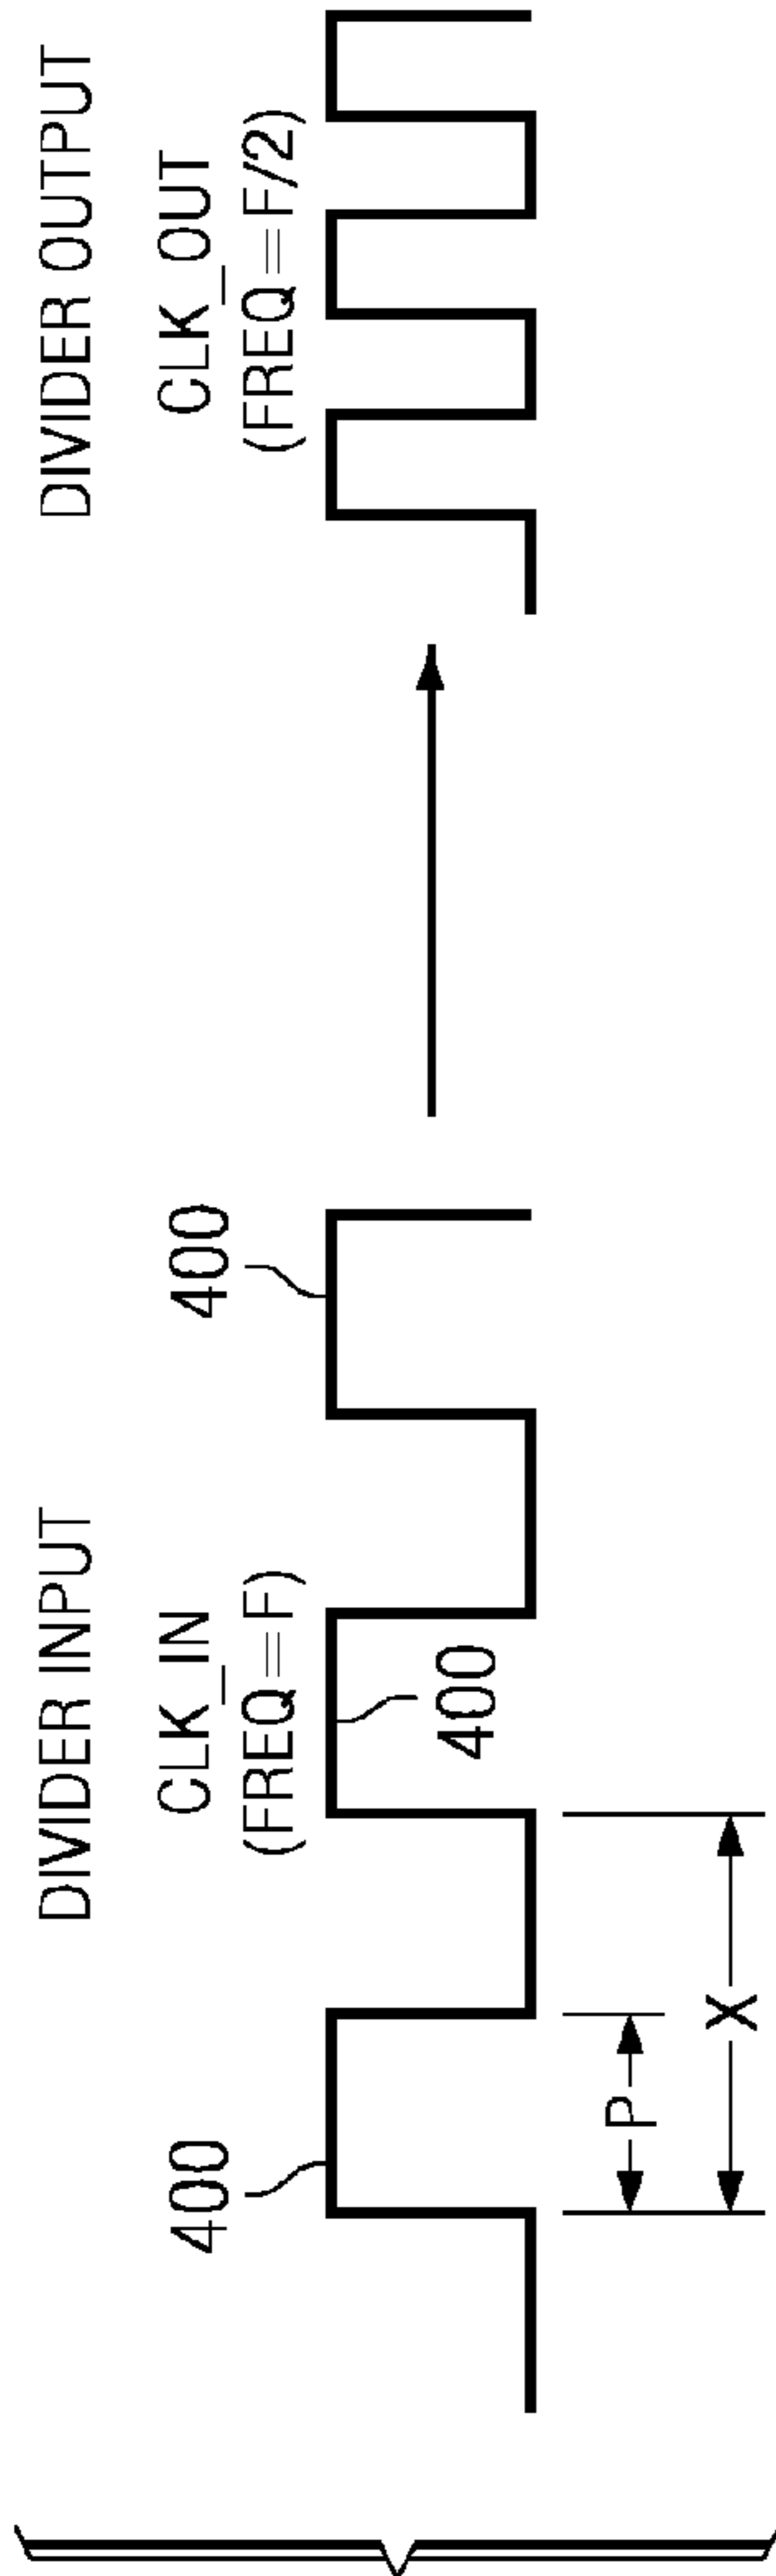 DIVIDER INPUT
CLK_IN
(FREQ=F)
400
400
400
P
X
DIVIDER OUTPUT
CLK_OUT
(FREQ=F/2)